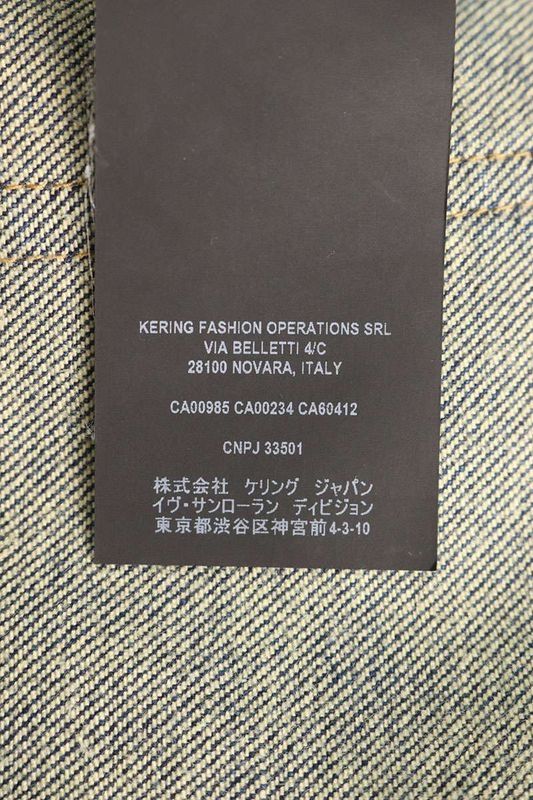 KERING FASHION OPERATIONS SRL
VIA BELLETTI 4/C
28100 NOVARA, ITALY
CA00985 CA00234 CA60412
CNPJ 33501
株式会社 ケリング ジャパン
イヴ・サンローラン ディビジョン
東京都渋谷区神宮前4-3-10